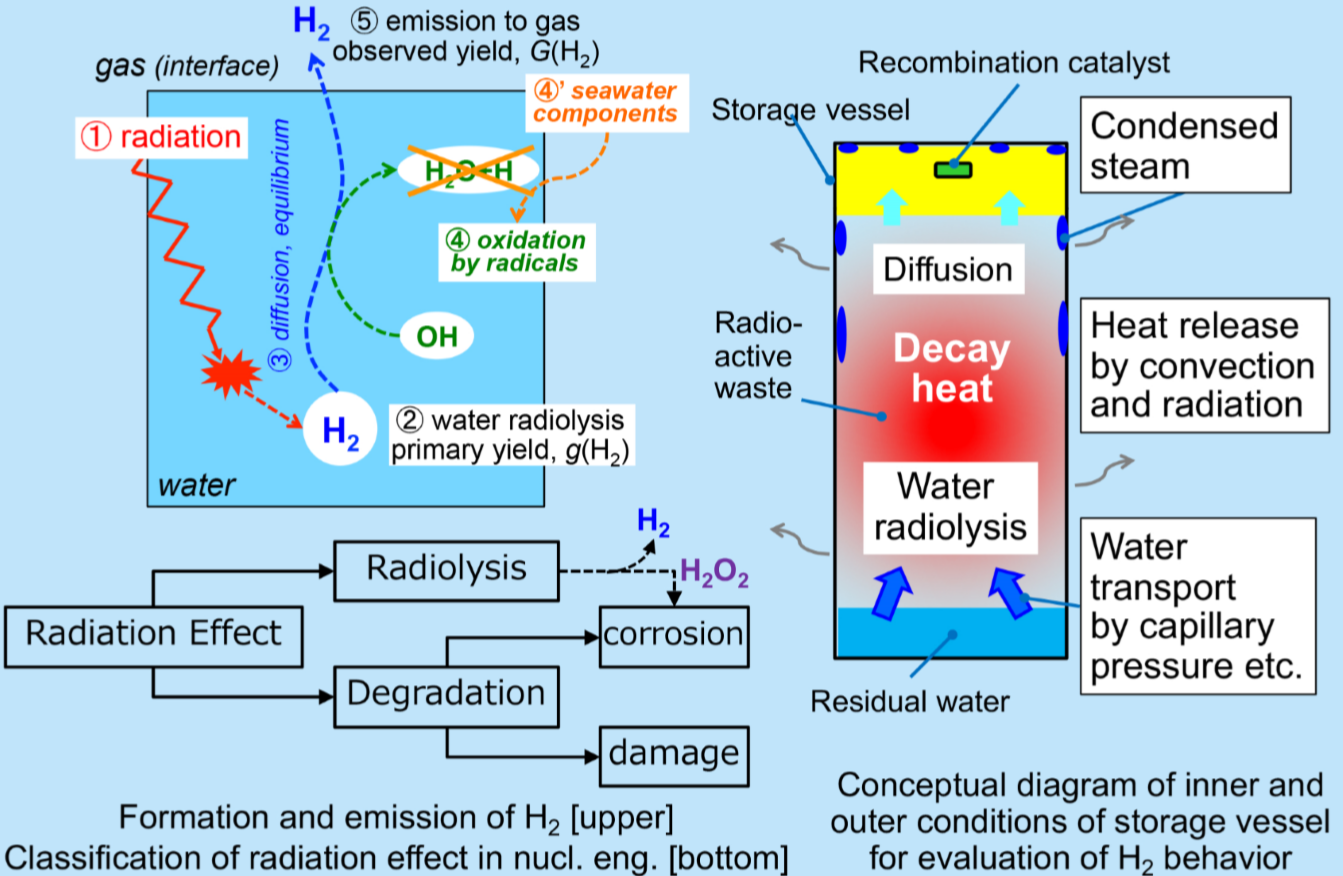 H₂ ⑤ emission to gas
observed yield, G(H₂)
gas (interface)
④' seawater
components
① radiation
③ diffusion, equilibrium
H₂O+H
④ oxidation
by radicals
OH
H₂
② water radiolysis
primary yield, g(H₂)
water
H₂
Radiolysis
H₂O₂
Radiation Effect
corrosion
Degradation
damage
Formation and emission of H₂ [upper]
Classification of radiation effect in nucl. eng. [bottom]
Recombination catalyst
Storage vessel
Condensed
steam
Diffusion
Radio-
active
waste
Decay
heat
Heat release
by convection
and radiation
Water
radiolysis
Water
transport
by capillary
pressure etc.
Residual water
Conceptual diagram of inner and
outer conditions of storage vessel
for evaluation of H₂ behavior